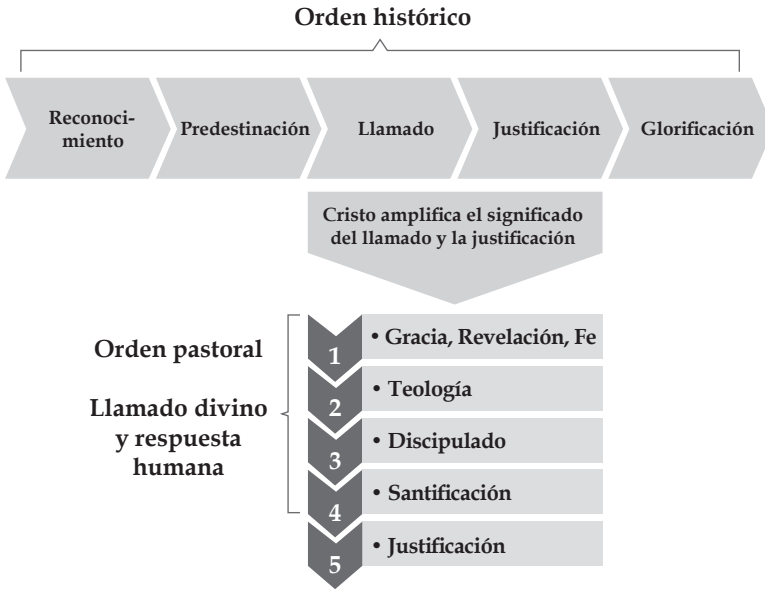 Orden histórico
Reconoci-
miento
Predestinación
Llamado
Justificación
Glorificación
Cristo amplifica el significado
del llamado y la justificación
Orden pastoral
Llamado divino
y respuesta
humana
1
• Gracia, Revelación, Fe
2
• Teología
3
• Discipulado
4
• Santificación
5
• Justificación